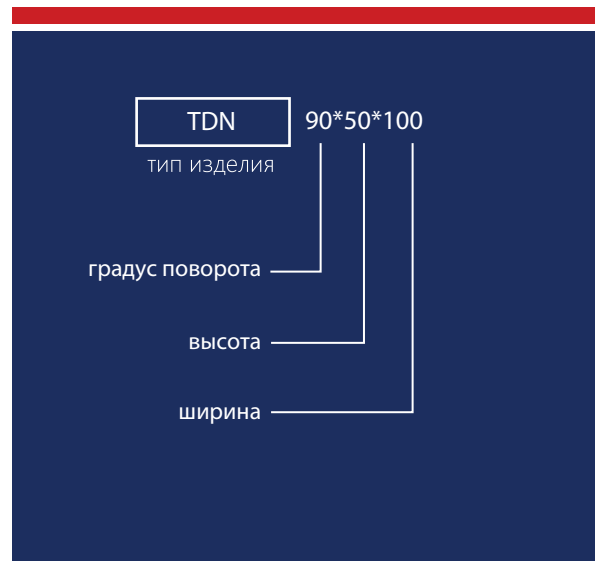 TDN 90*50*100
тип изделия
градус поворота
высота
ширина